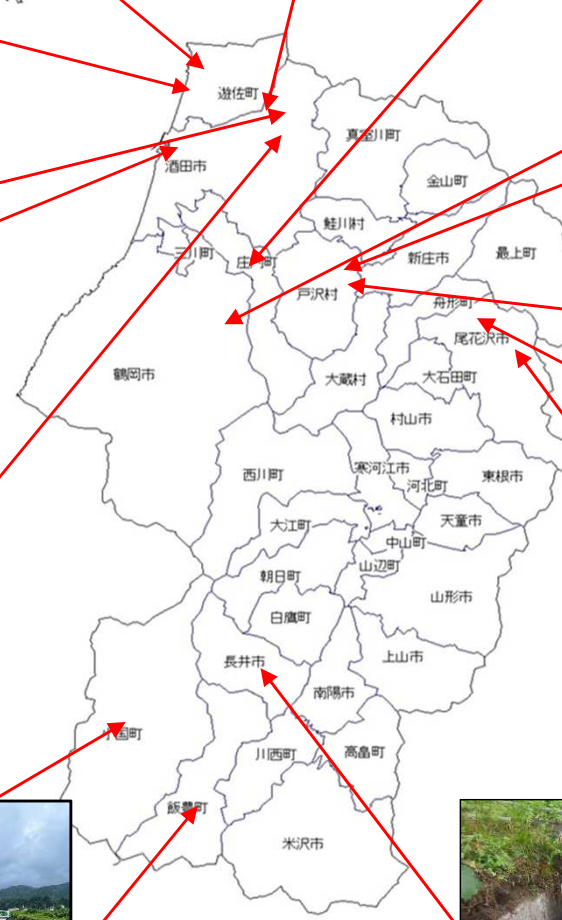 遊佐町
真室川町
酒田市
金山町
鮭川村
三川町
庄内町
新庄市
最上町
戸沢村
舟形町
尾花沢市
鶴岡市
大蔵村
大石田町
村山市
西川町
寒河江市
河北町
東根市
大江町
天童市
中山町
山辺町
朝日町
山形市
白鷹町
長井市
上山市
南陽市
小国町
川西町
高畠町
飯豊町
米沢市